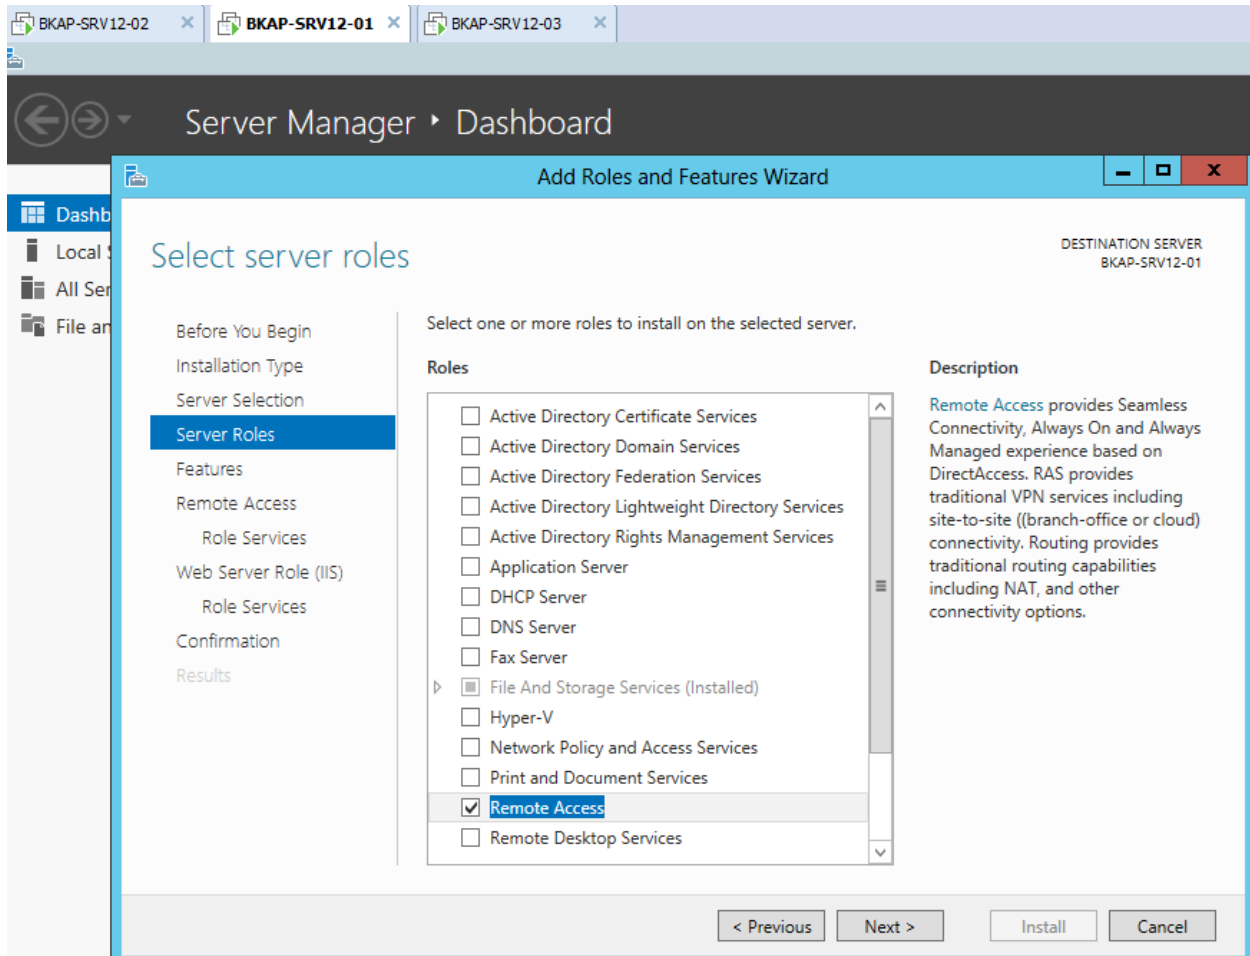 BKAP-SRV12-02
BKAP-SRV12-01
BKAP-SRV12-03
Server Manager
Dashboard
Add Roles and Features Wizard
Dashb
Local
All Ser
File an
Select server roles
DESTINATION SERVER
BKAP-SRV12-01
Before You Begin
Installation Type
Server Selection
Server Roles
Features
Remote Access
Role Services
Web Server Role (IIS)
Role Services
Confirmation
Results
Select one or more roles to install on the selected server.
Roles
Active Directory Certificate Services
Active Directory Domain Services
Active Directory Federation Services
Active Directory Lightweight Directory Services
Active Directory Rights Management Services
Application Server
DHCP Server
DNS Server
Fax Server
File And Storage Services (Installed)
Hyper-V
Network Policy and Access Services
Print and Document Services
Remote Access
Remote Desktop Services
Description
Remote Access provides Seamless
Connectivity, Always On and Always
Managed experience based on
DirectAccess. RAS provides
traditional VPN services including
site-to-site ((branch-office or cloud)
connectivity. Routing provides
traditional routing capabilities
including NAT, and other
connectivity options.
< Previous
Next >
Install
Cancel